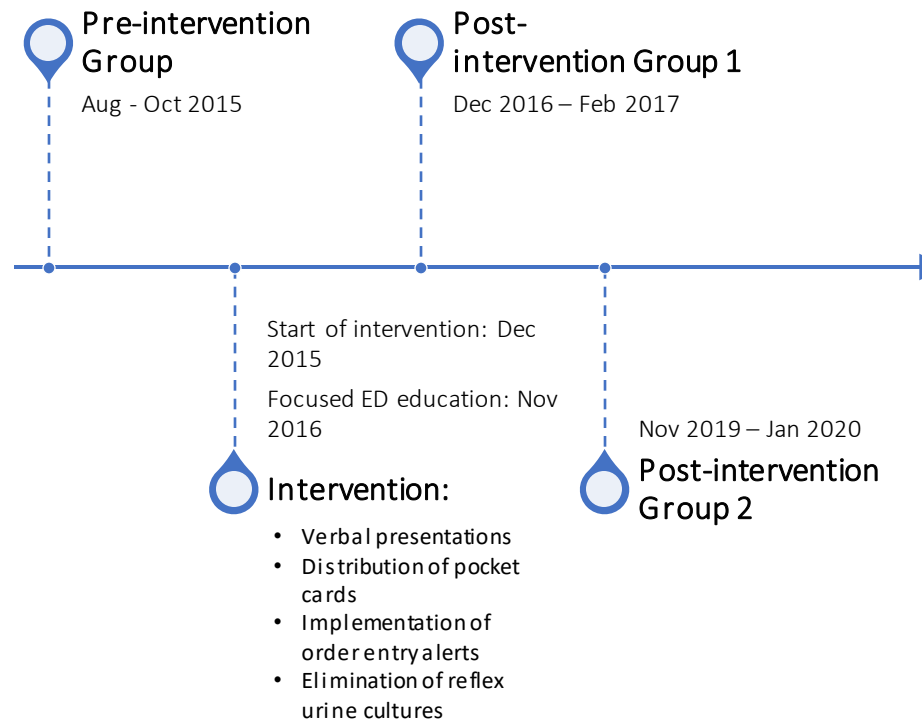 Pre-intervention
Group
Aug - Oct 2015
Post-
intervention Group 1
Dec 2016 – Feb 2017
Start of intervention: Dec
2015
Focused ED education: Nov
2016
Intervention:
• Verbal presentations
• Distribution of pocket
cards
• Implementation of
order entry alerts
• Elimination of reflex
urine cultures
Nov 2019 – Jan 2020
Post-intervention
Group 2